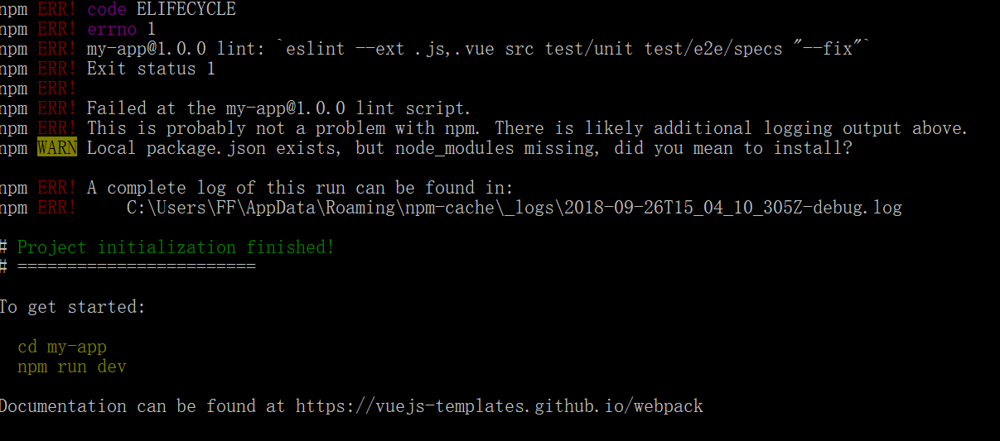 npm ERR! code ELIFECYCLE
npm ERR! errno 1
npm ERR! my-app@1.0.0 lint: `eslint --ext .js,.vue src test/unit test/e2e/specs "--fix"`
npm ERR! Exit status 1
npm ERR!
npm ERR! Failed at the my-app@1.0.0 lint script.
npm ERR! This is probably not a problem with npm. There is likely additional logging output above.
npm WARN Local package.json exists, but node_modules missing, did you mean to install?
npm ERR! A complete log of this run can be found in:
npm ERR!     C:\Users\FF\AppData\Roaming\npm-cache\_logs\2018-09-26T15_04_10_305Z-debug.log
# Project initialization finished!
# ========================
To get started:
  cd my-app
  npm run dev
Documentation can be found at https://vuejs-templates.github.io/webpack